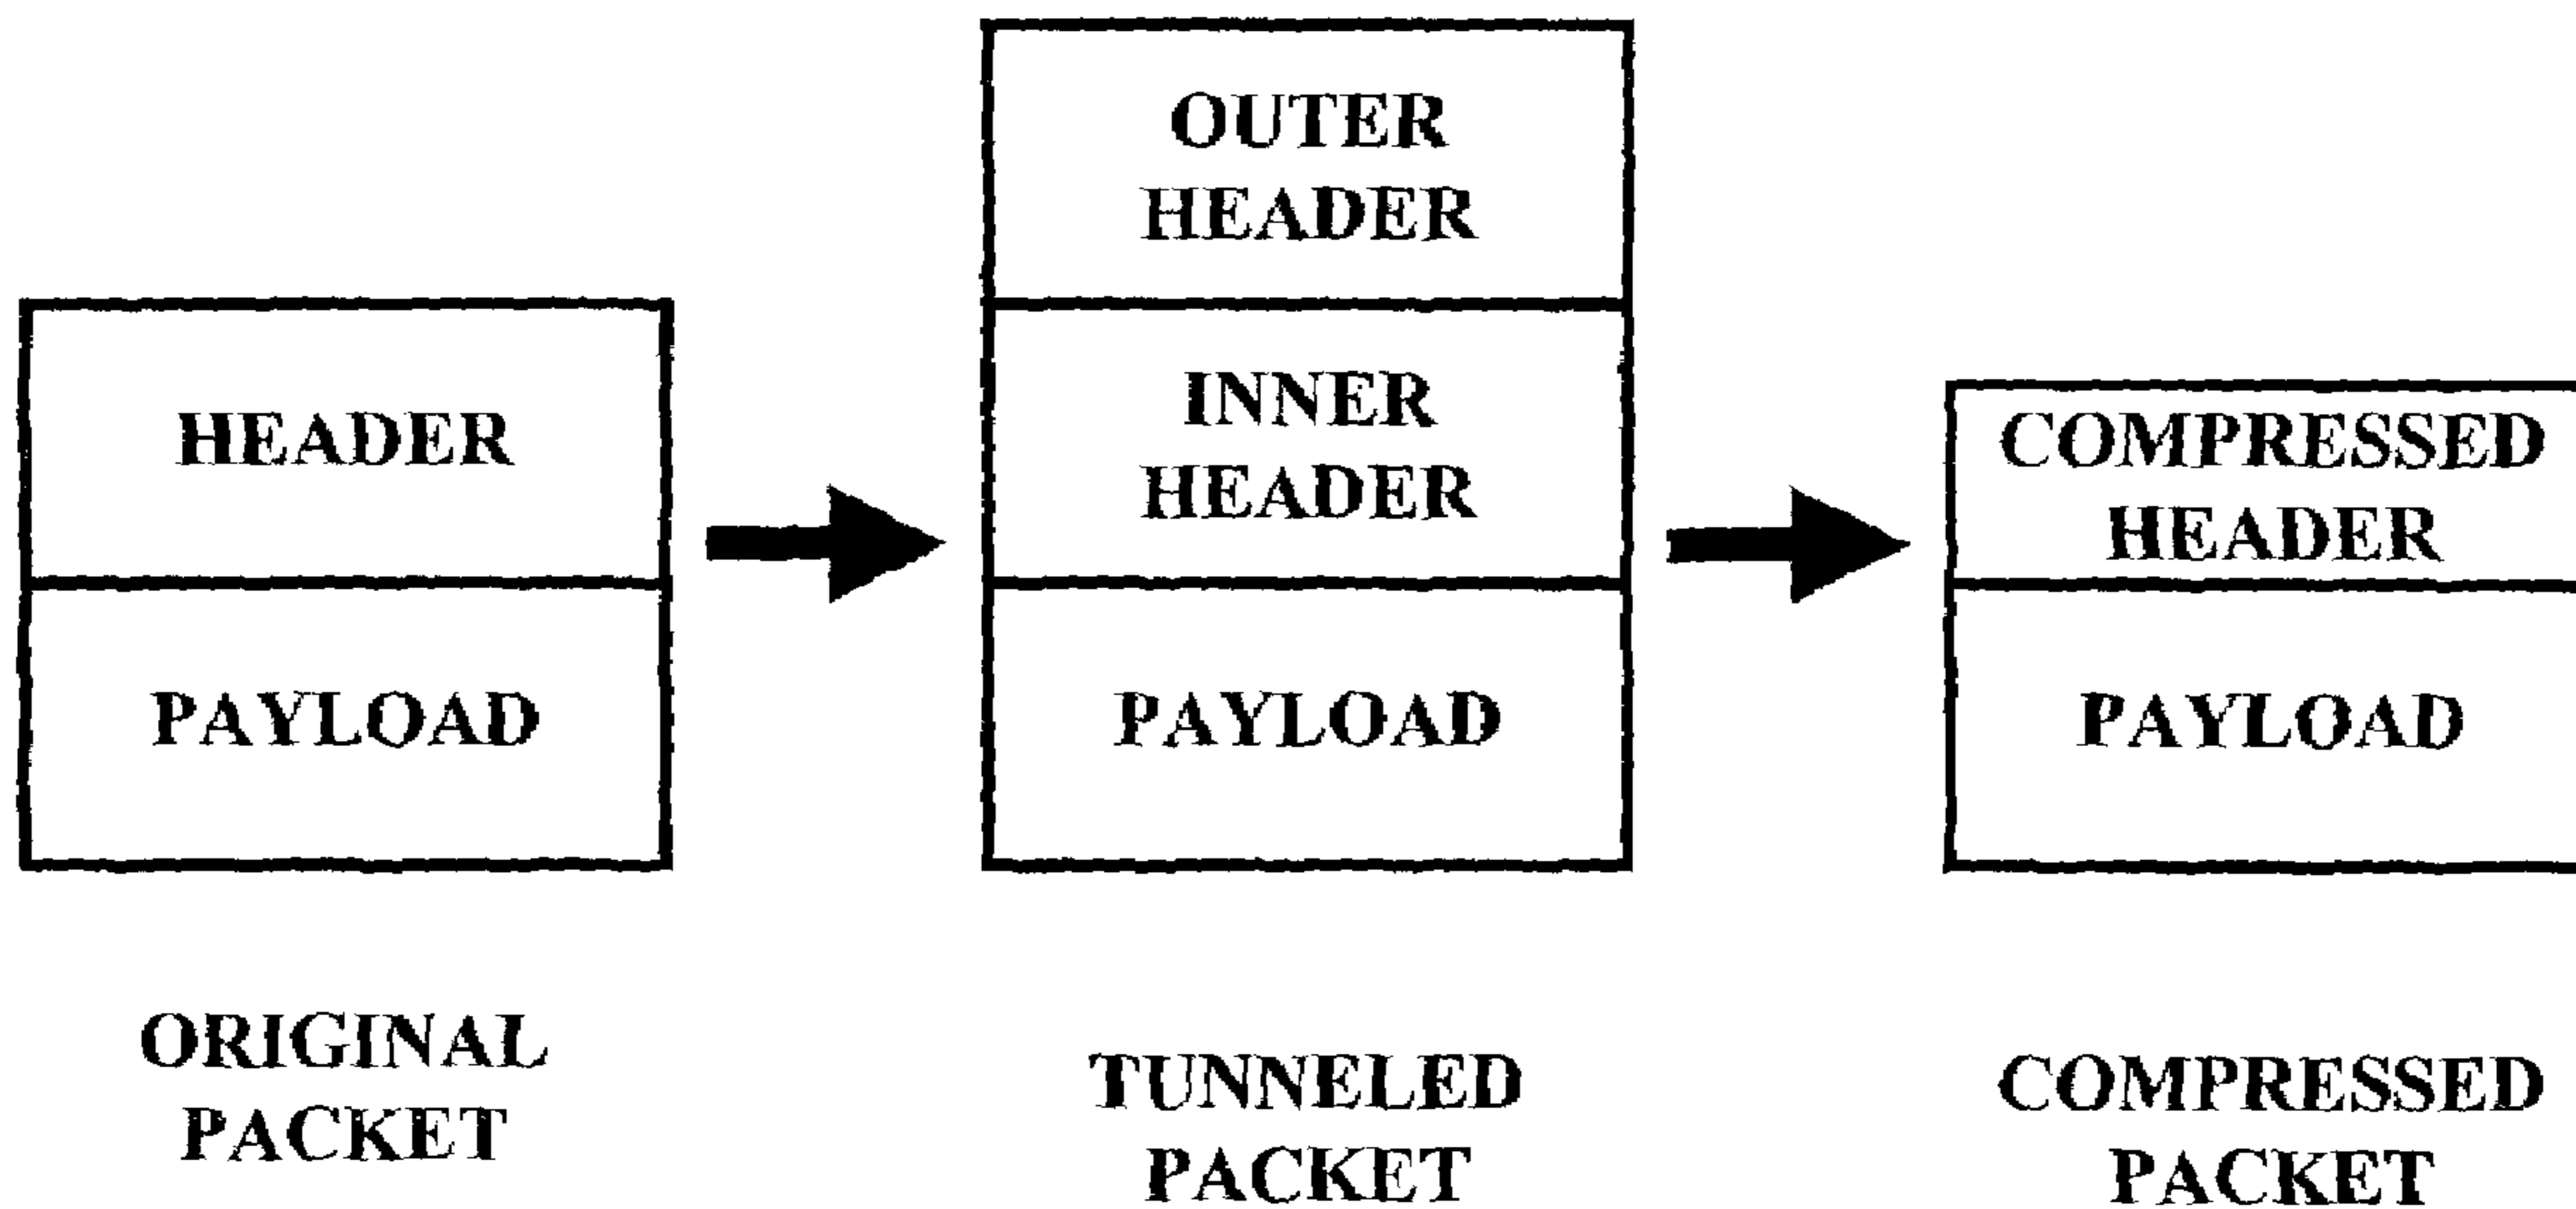 HEADER
PAYLOAD
ORIGINAL
PACKET
OUTER
HEADER
INNER
HEADER
PAYLOAD
TUNNELED
PACKET
COMPRESSED
HEADER
PAYLOAD
COMPRESSED
PACKET